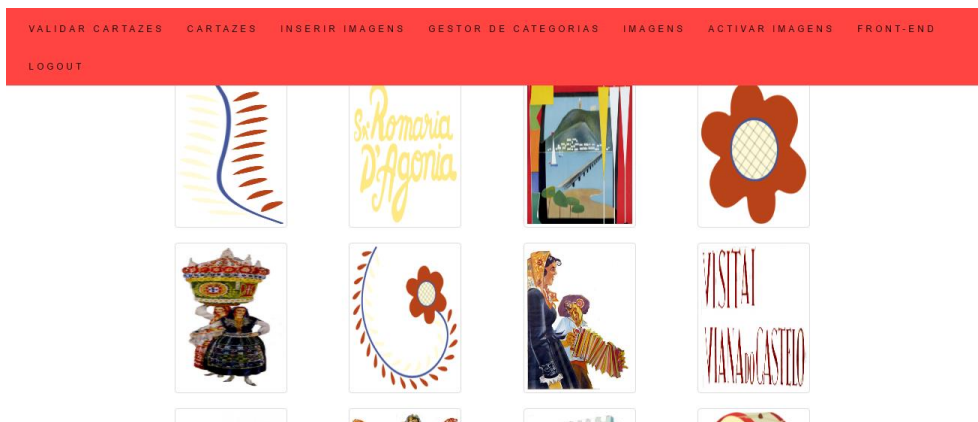 VALIDAR CARTAZES CARTAZES INSERIR IMAGENS GESTOR DE CATEGORIAS IMAGENS ACTIVAR IMAGENS FRONT-END
LOGOUT
Sra Romaria
D'Agonia
VISITAI
VIANA DO CASTELO